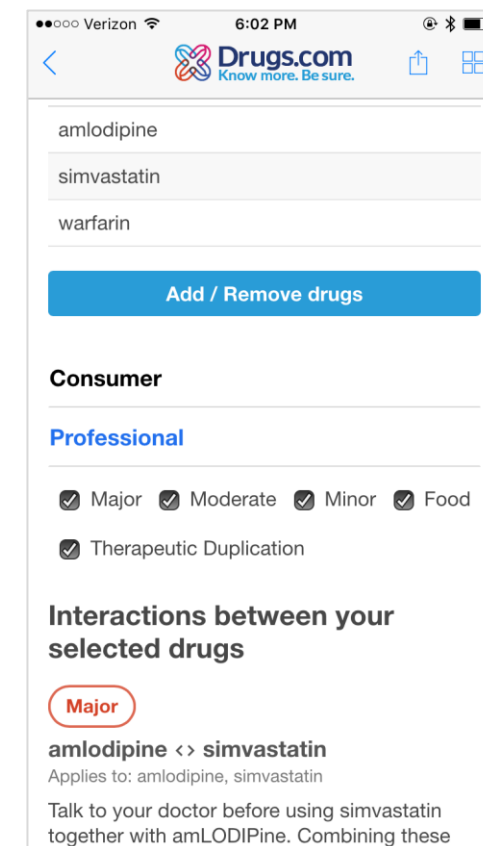 Verizon 6:02 PM
Drugs.com
Know more. Be sure.
amlodipine
simvastatin
warfarin
Add / Remove drugs
Consumer
Professional
Major Moderate Minor Food
Therapeutic Duplication
Interactions between your
selected drugs
Major
amlodipine <> simvastatin
Applies to: amlodipine, simvastatin
Talk to your doctor before using simvastatin
together with amLODIPine. Combining these